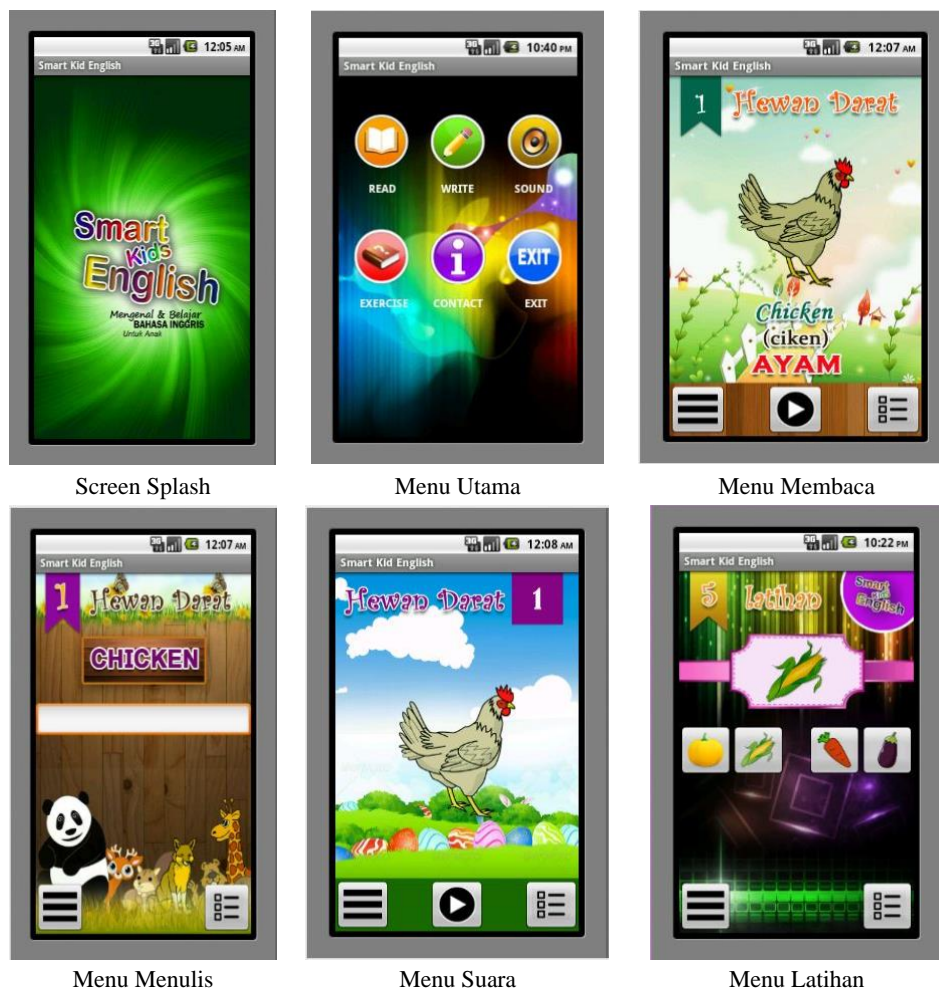 12:05 AM
Smart Kid English
Smart
Kids
English
Mengenal & Belajar
BAHASA INGGRIS
Untuk Anak
Screen Splash
10:40 PM
Smart Kid English
READ WRITE SOUND
EXIT
EXERCISE CONTACT EXIT
Menu Utama
12:07 AM
Smart Kid English
1 Hewan Darat
Chicken
(ciken)
AYAM
Menu Membaca
12:07 AM
Smart Kid English
1 Hewan Darat
CHICKEN
Menu Menulis
12:08 AM
Smart Kid English
Hewan Darat 1
Menu Suara
10:22 PM
Smart Kid English
5 Latihan
Smart
English
Menu Latihan